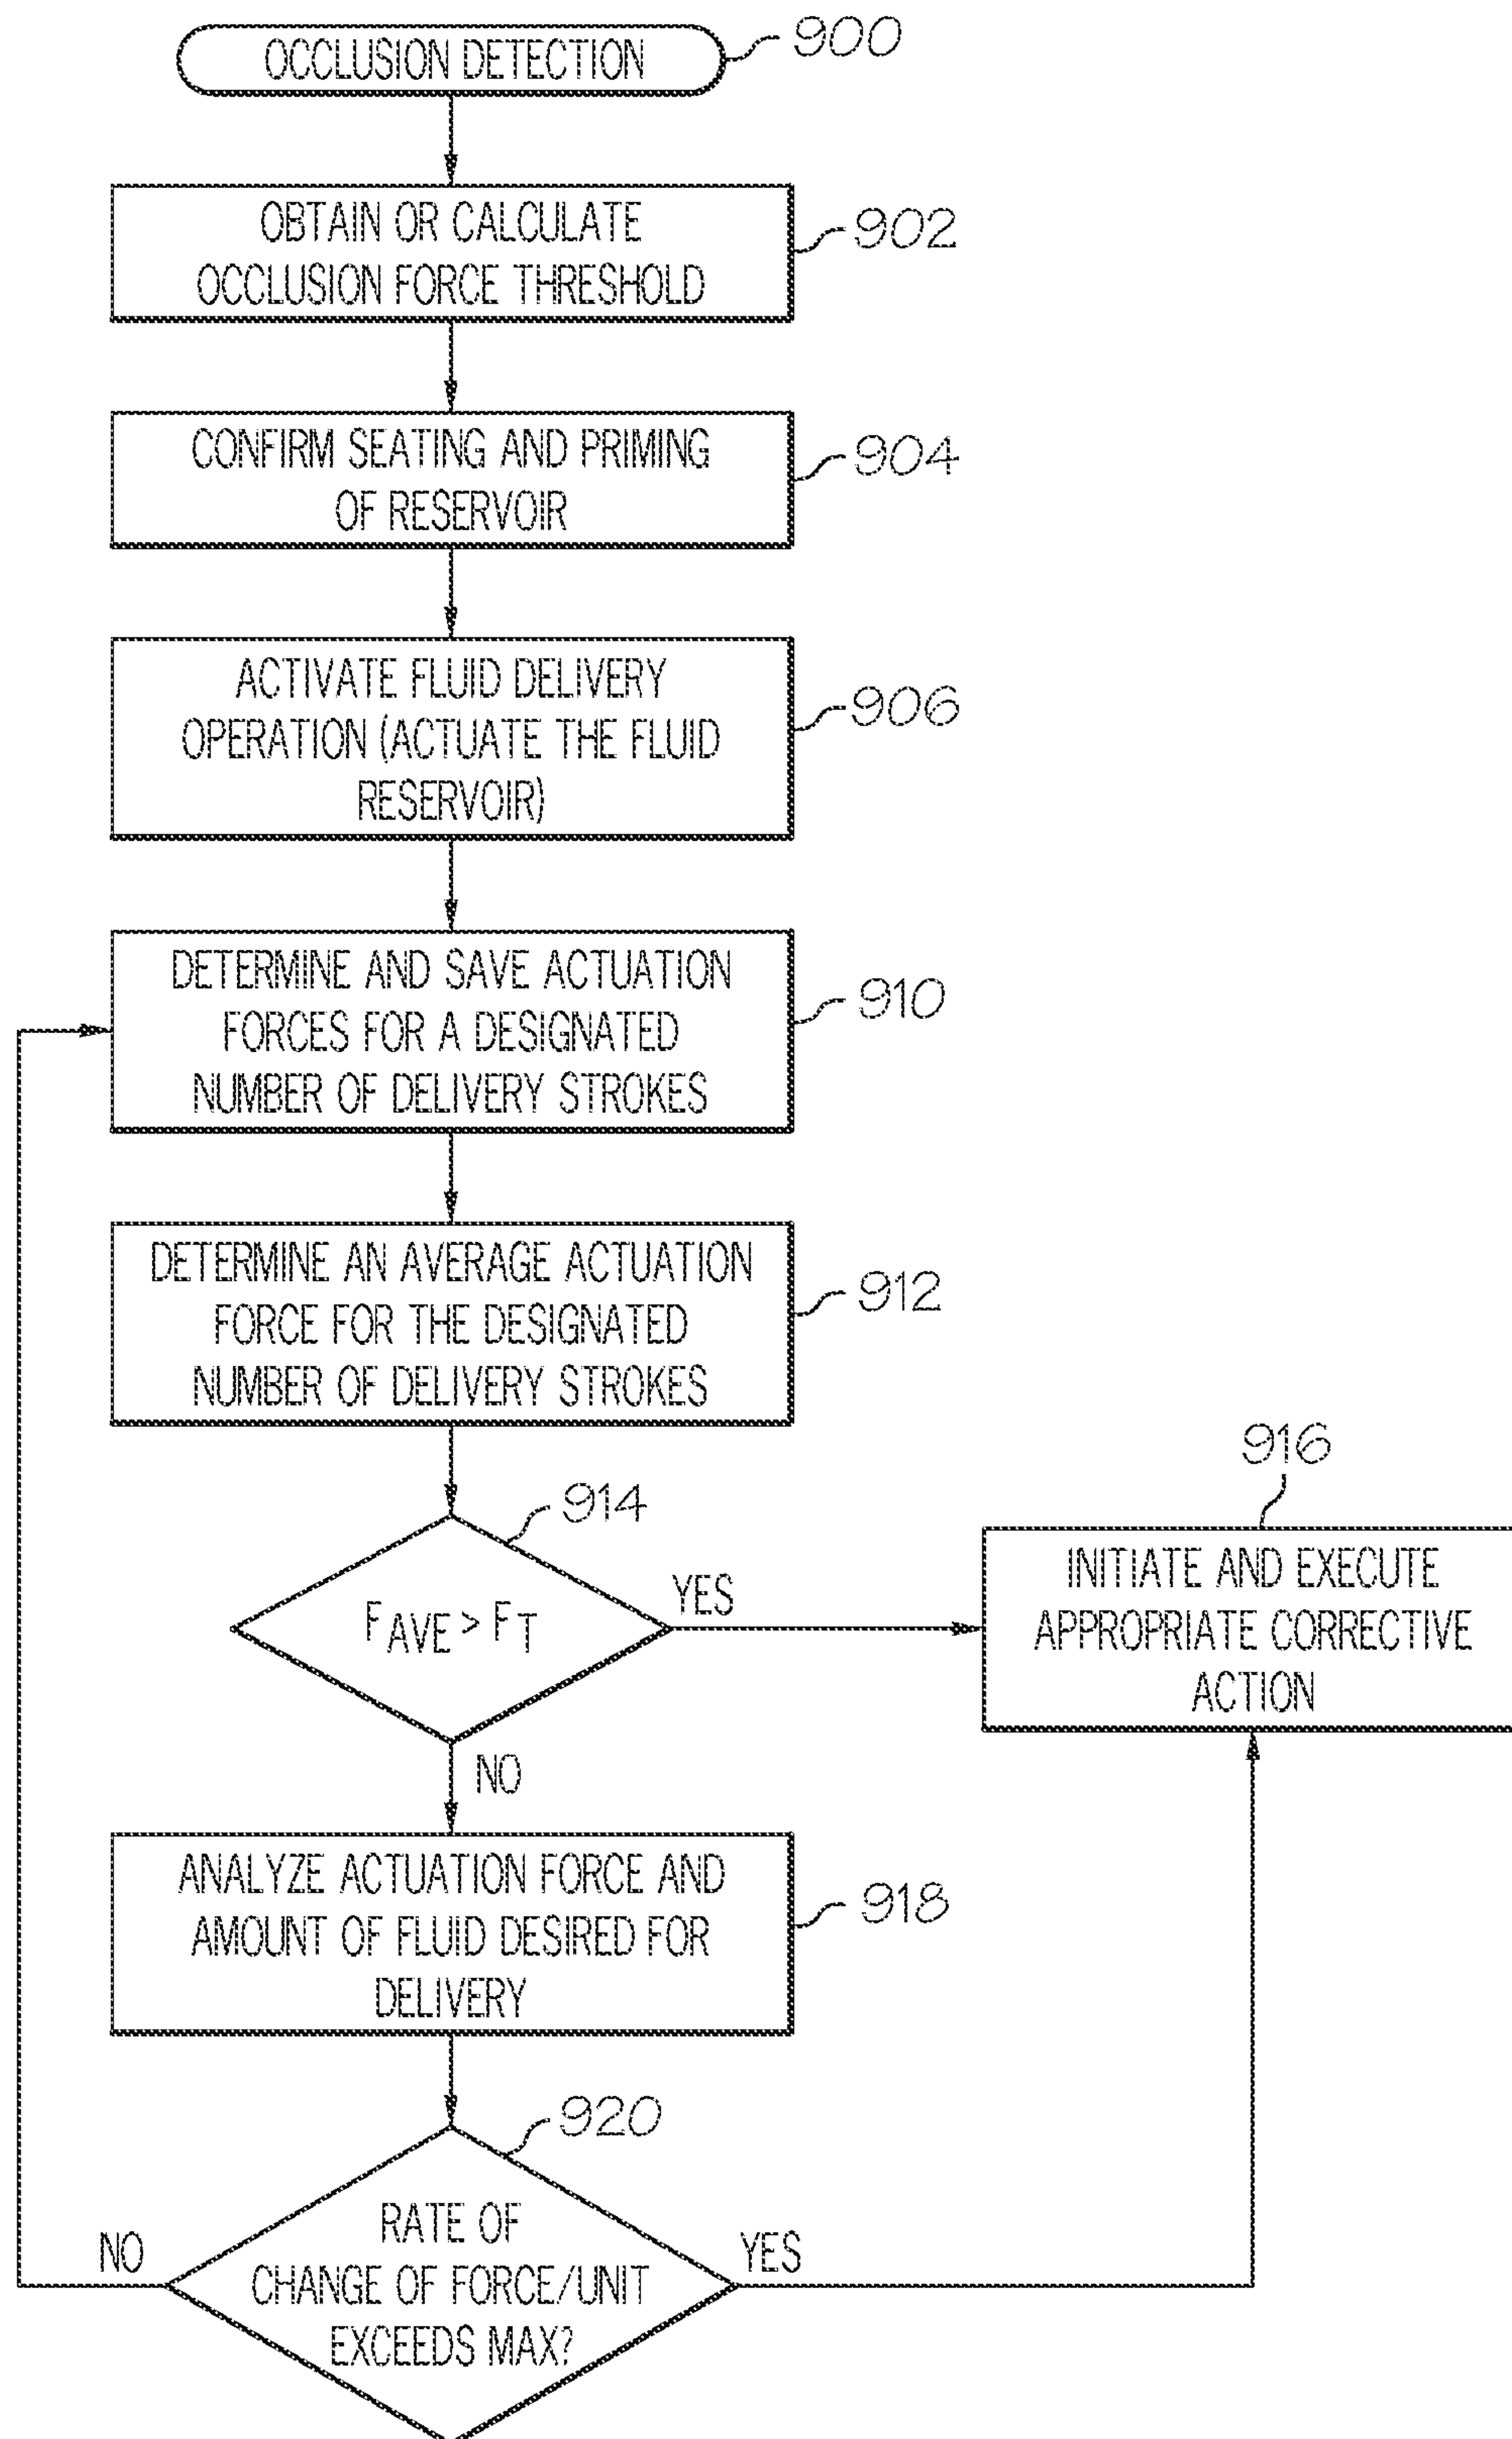 OCCLUSION DETECTION
900
OBTAIN OR CALCULATE
OCCLUSION FORCE THRESHOLD
902
CONFIRM SEATING AND PRIMING
OF RESERVOIR
904
ACTIVATE FLUID DELIVERY
OPERATION (ACTUATE THE FLUID
RESERVOIR)
906
DETERMINE AND SAVE ACTUATION
FORCES FOR A DESIGNATED
NUMBER OF DELIVERY STROKES
910
DETERMINE AN AVERAGE ACTUATION
FORCE FOR THE DESIGNATED
NUMBER OF DELIVERY STROKES
912
914
FAVE > FT
YES
916
INITIATE AND EXECUTE
APPROPRIATE CORRECTIVE
ACTION
NO
ANALYZE ACTUATION FORCE AND
AMOUNT OF FLUID DESIRED FOR
DELIVERY
918
920
RATE OF
CHANGE OF FORCE/UNIT
EXCEEDS MAX?
NO
YES